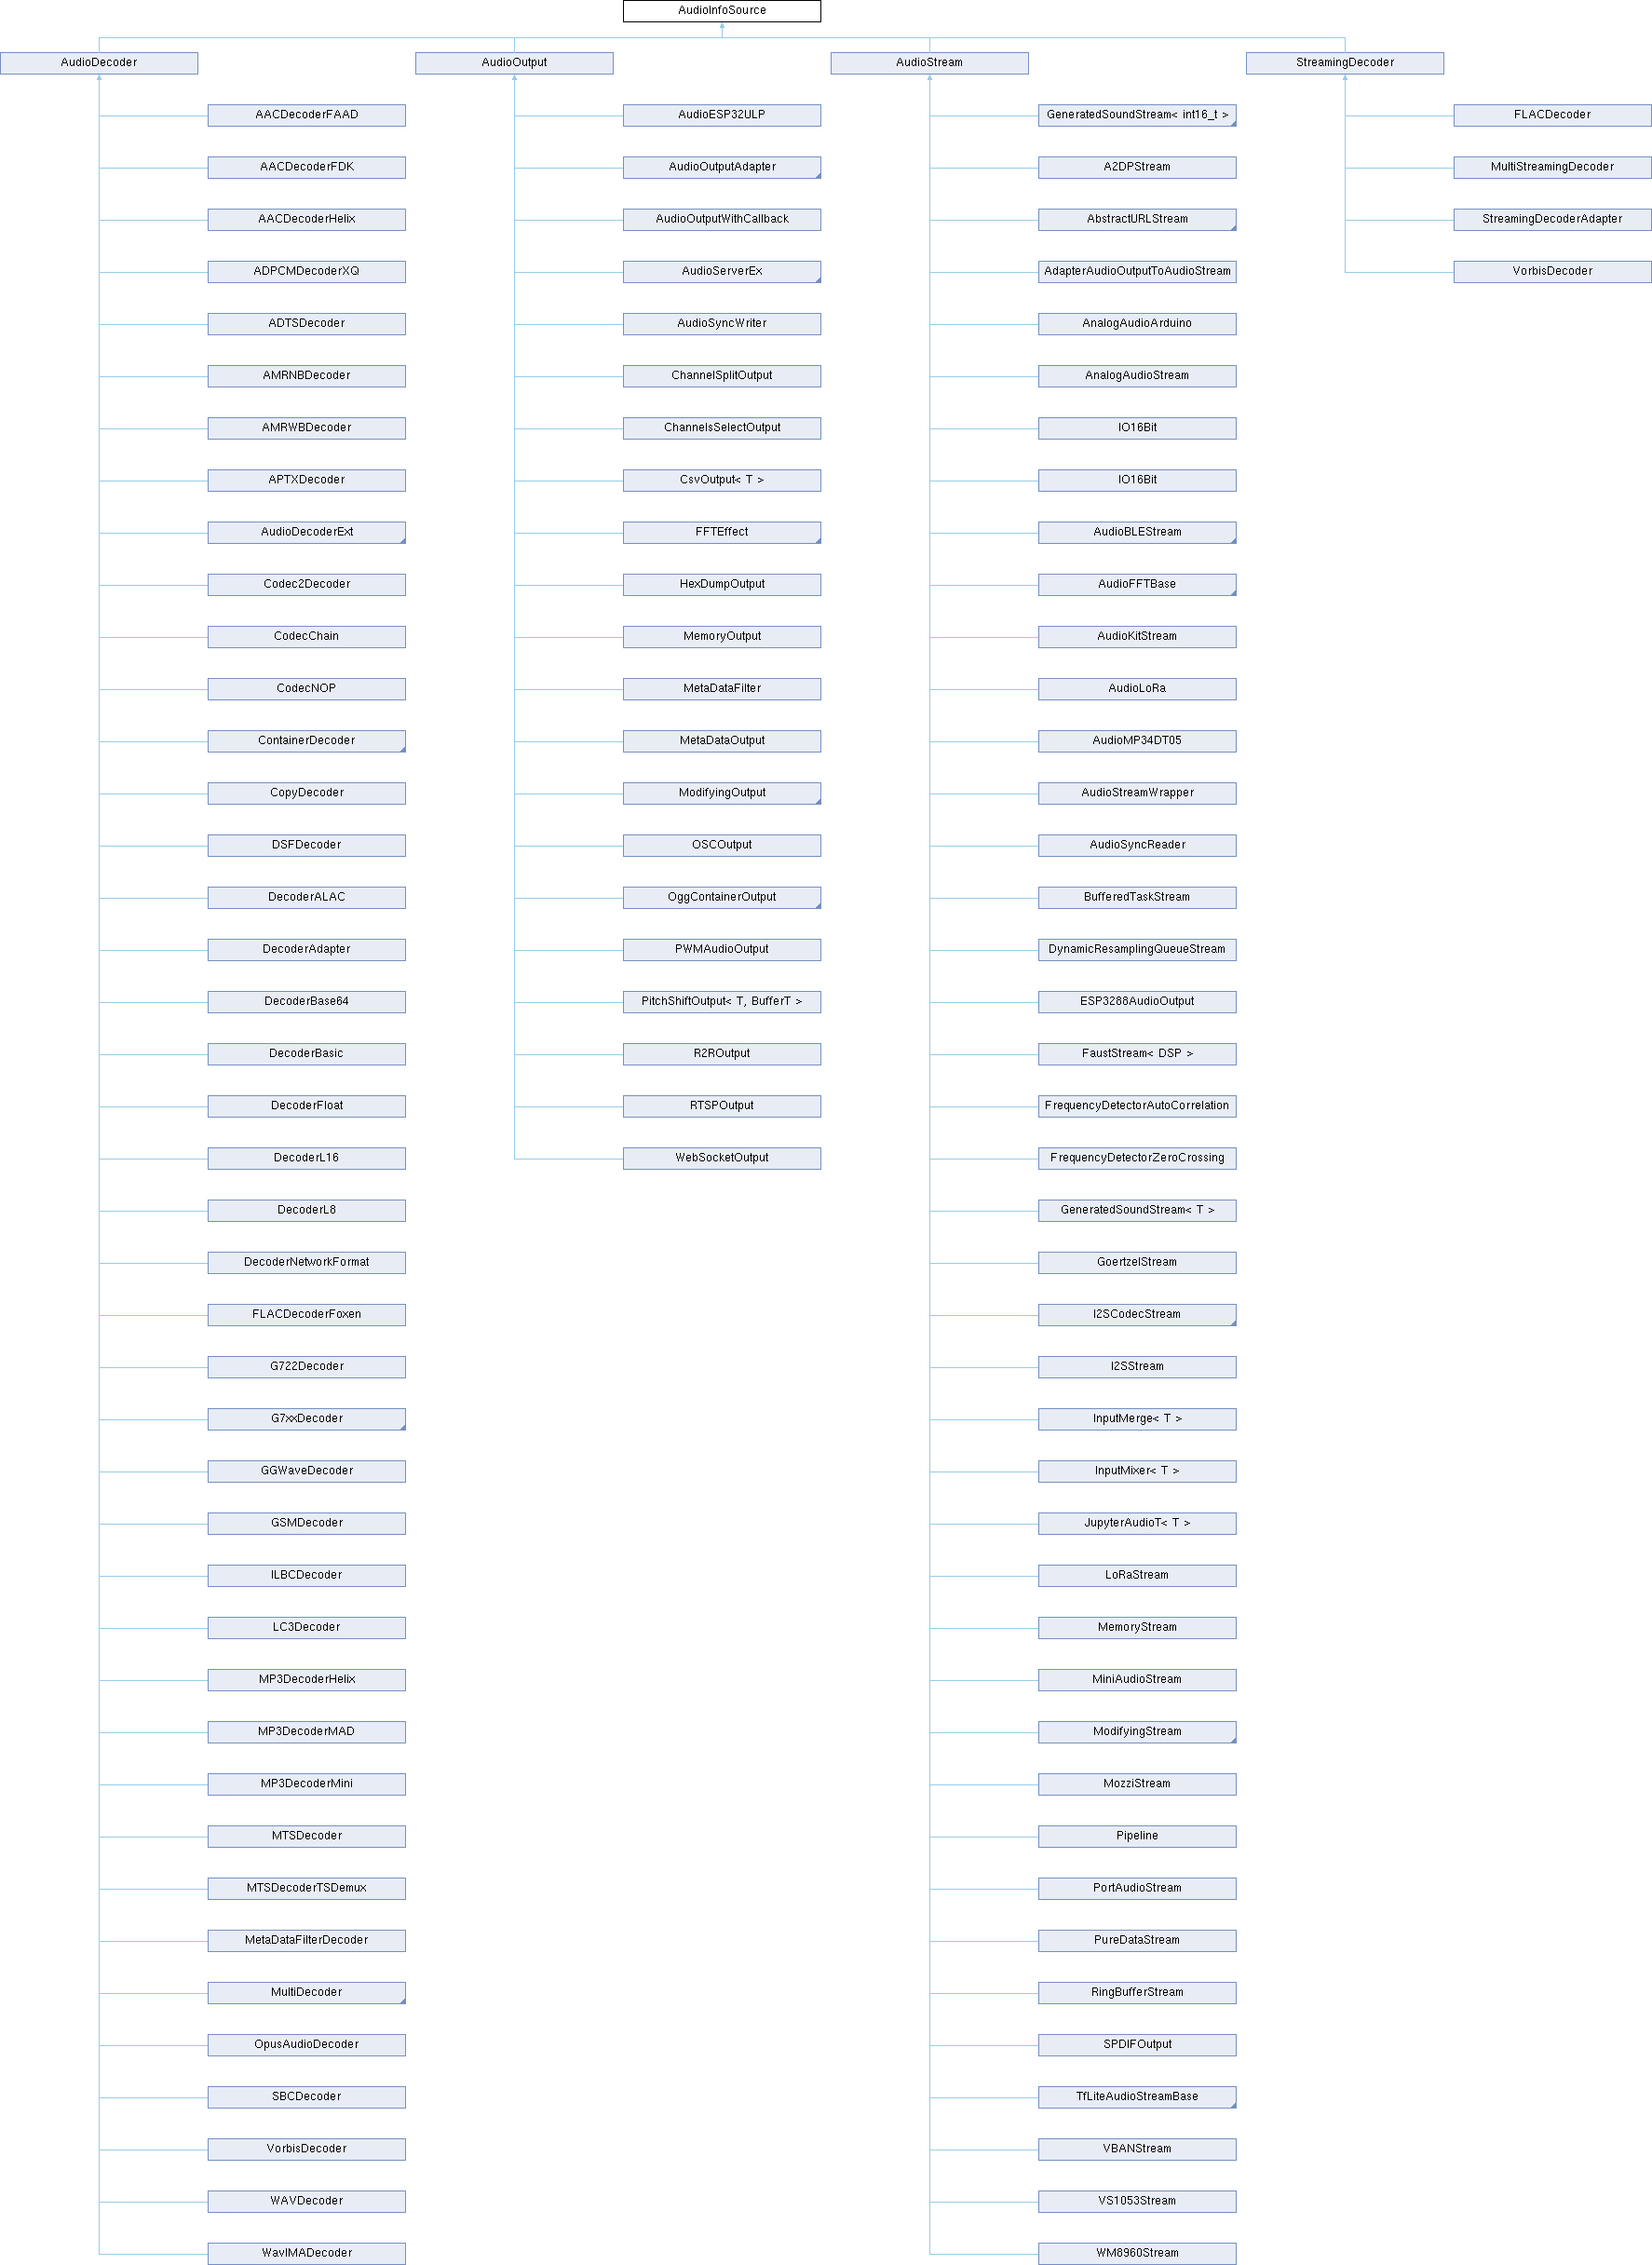 AudioInfoSource
AudioDecoder AudioOutput AudioStream StreamingDecoder
AACDecoderFAAD AudioESP32ULP GeneratedSoundStream< int16_t > FLACDecoder
AACDecoderFDK AudioOutputAdapter A2DPStream MultiStreamingDecoder
AACDecoderHelix AudioOutputWithCallback AbstractURLStream StreamingDecoderAdapter
ADPCMDecoderXQ AudioServerEx AdapterAudioOutputToAudioStream VorbisDecoder
ADTSDecoder AudioSyncWriter AnalogAudioArduino
AMRNBDecoder ChannelSplitOutput AnalogAudioStream
AMRWBDecoder ChannelsSelectOutput IO16Bit
APTXDecoder CsvOutput< T > IO16Bit
AudioDecoderExt FFTEffect AudioBLEStream
Codec2Decoder HexDumpOutput AudioFFTBase
CodecChain MemoryOutput AudioKitStream
CodecNOP MetaDataFilter AudioLoRa
ContainerDecoder MetaDataOutput AudioMP34DT05
CopyDecoder ModifyingOutput AudioStreamWrapper
DSFDecoder OSCOutput AudioSyncReader
DecoderALAC OggContainerOutput BufferedTaskStream
DecoderAdapter PWMAudioOutput DynamicResamplingQueueStream
DecoderBase64 PitchShiftOutput< T, BufferT > ESP3288AudioOutput
DecoderBasic R2ROutput FaustStream< DSP >
DecoderFloat RTSPOutput FrequencyDetectorAutoCorrelation
DecoderL16 WebSocketOutput FrequencyDetectorZeroCrossing
DecoderL8 GeneratedSoundStream< T >
DecoderNetworkFormat GoertzelStream
FLACDecoderFoxen I2SCodecStream
G722Decoder I2SStream
G7xxDecoder InputMerge< T >
GGWaveDecoder InputMixer< T >
GSMDecoder JupyterAudioT< T >
ILBCDecoder LoRaStream
LC3Decoder MemoryStream
MP3DecoderHelix MiniAudioStream
MP3DecoderMAD ModifyingStream
MP3DecoderMini MozziStream
MTSDecoder Pipeline
MTSDecoderTSDemux PortAudioStream
MetaDataFilterDecoder PureDataStream
MultiDecoder RingBufferStream
OpusAudioDecoder SPDIFOutput
SBCDecoder TfLiteAudioStreamBase
VorbisDecoder VBANStream
WAVDecoder VS1053Stream
WavIMADecoder WM8960Stream